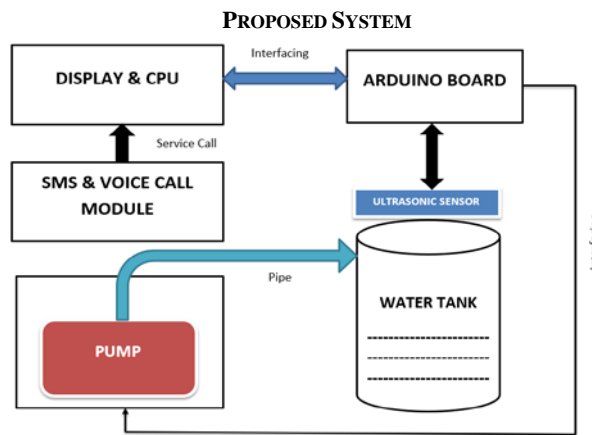 PROPOSED SYSTEM
Interfacing
DISPLAY & CPU
ARDUINO BOARD
Service Call
SMS & VOICE CALL
MODULE
ULTRASONIC SENSOR
Pipe
WATER TANK
PUMP